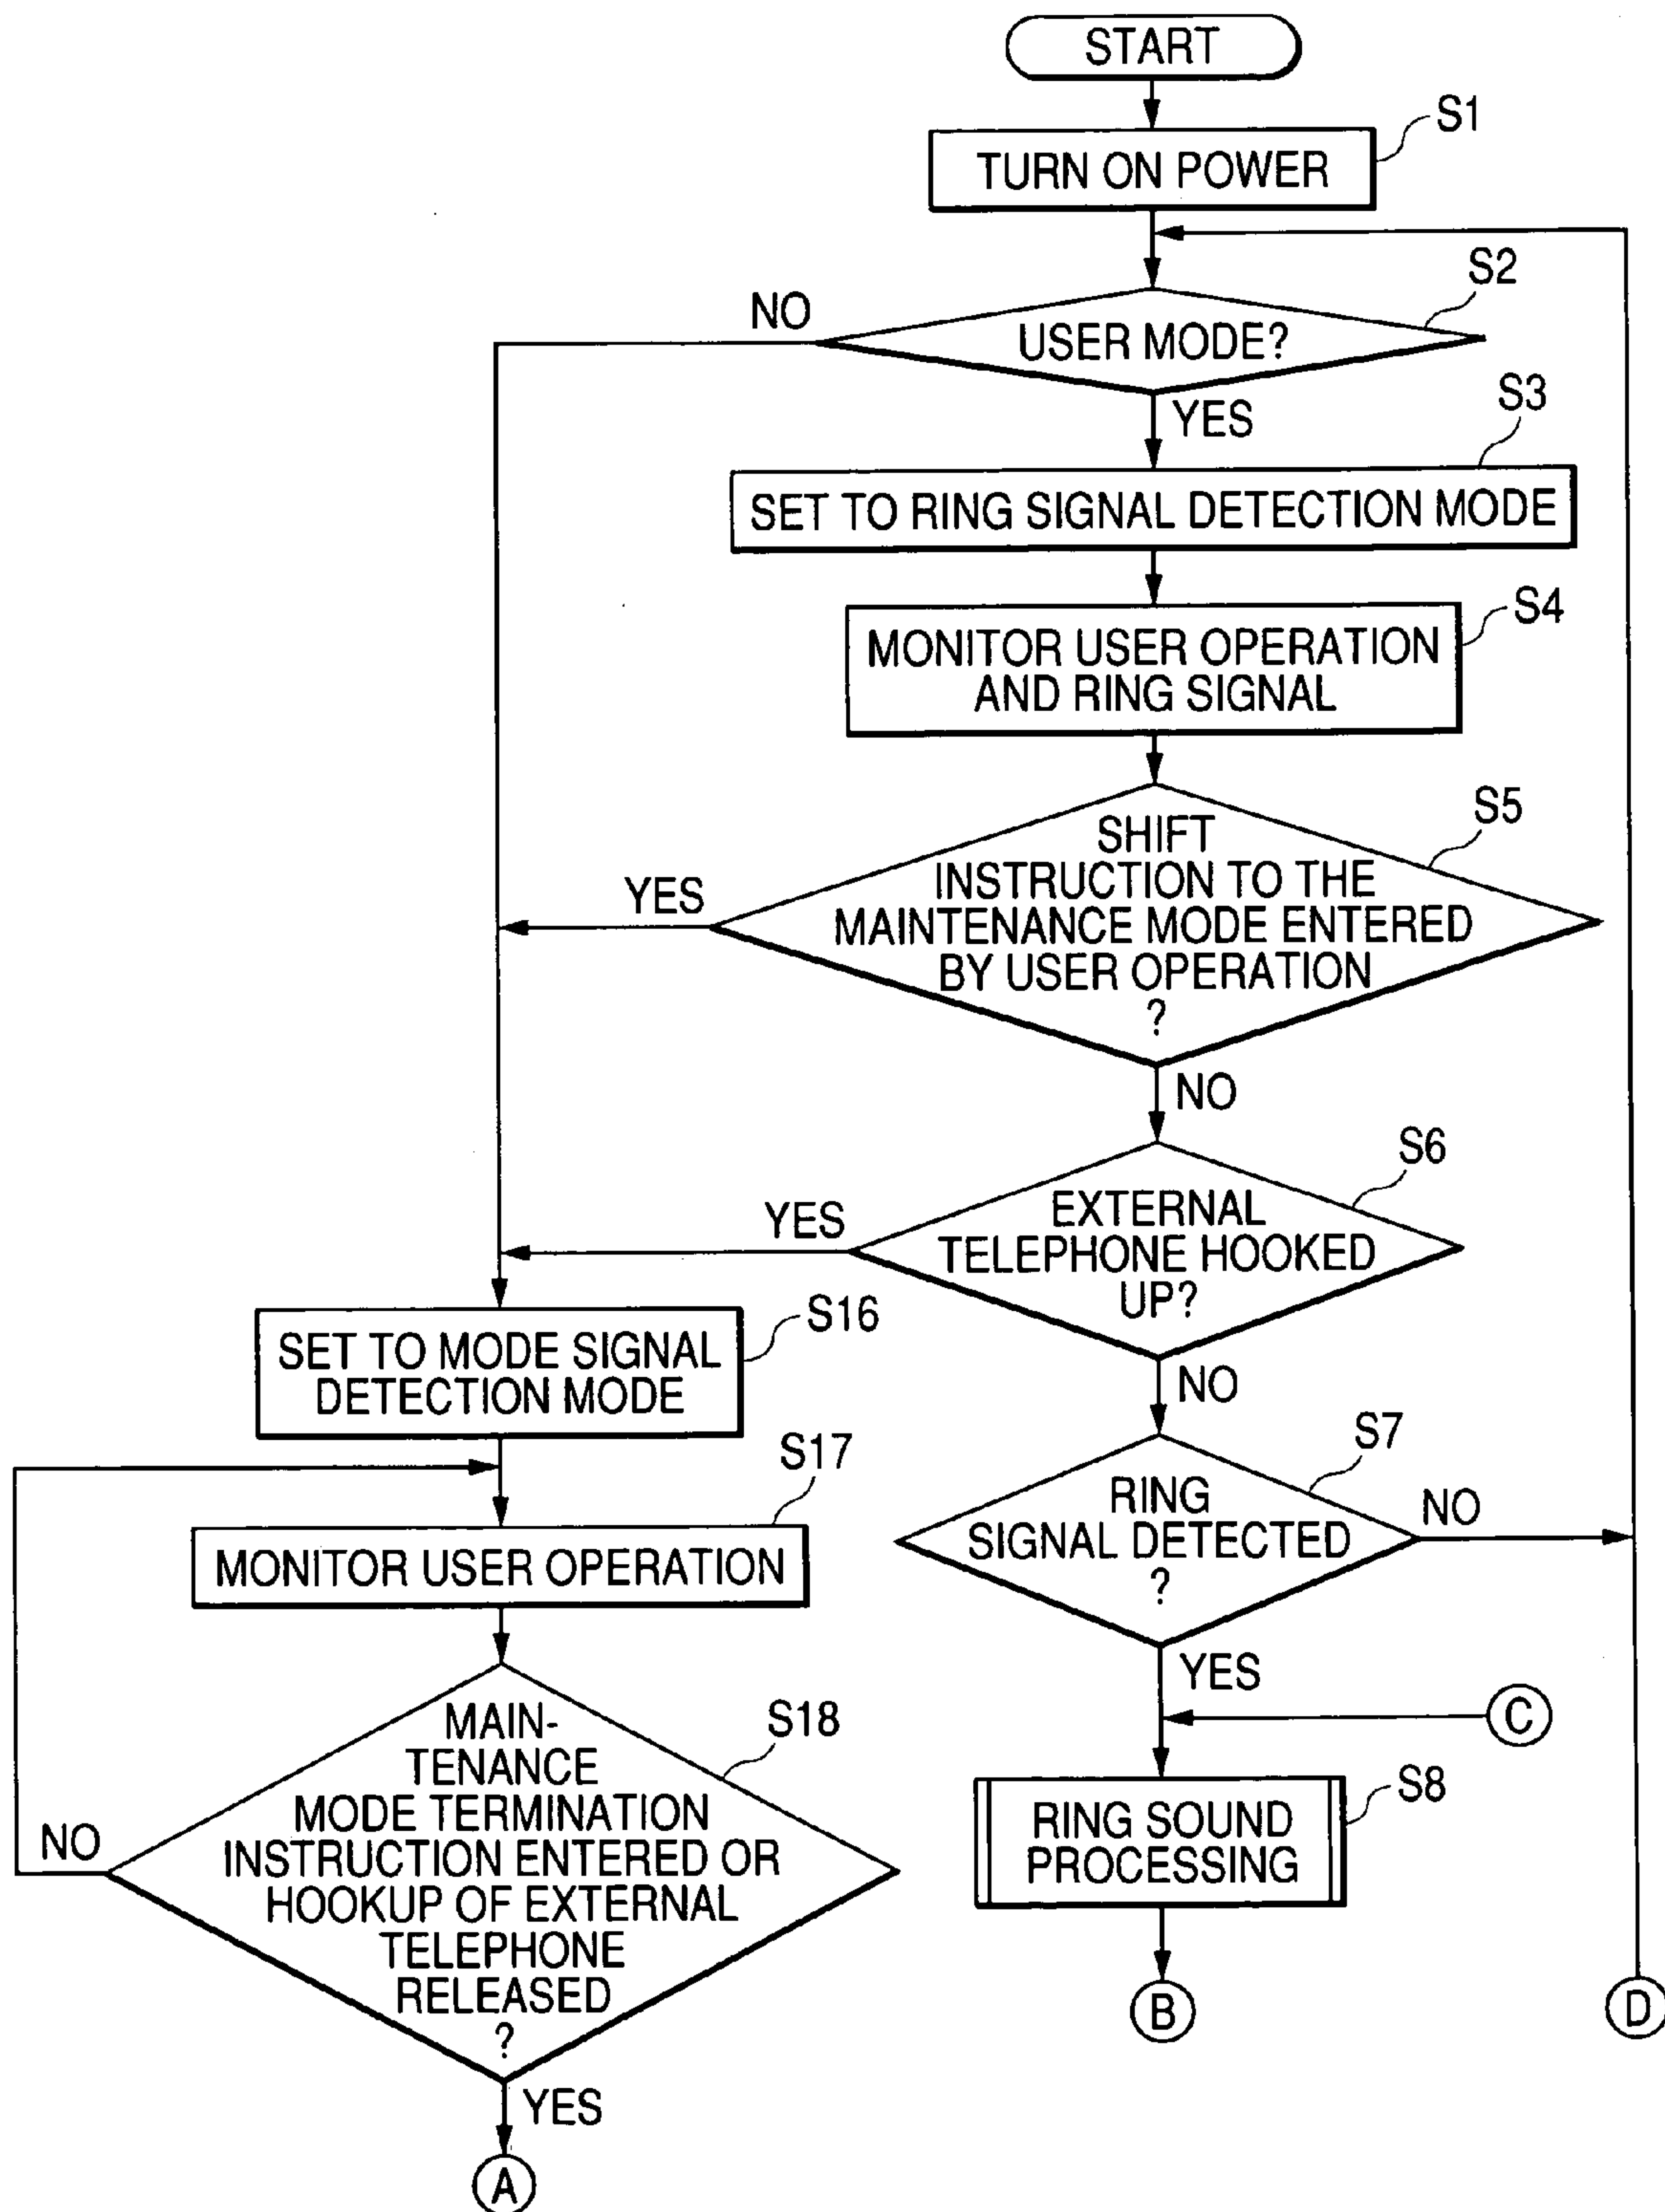 START
S1
TURN ON POWER
S2
NO
USER MODE?
YES
S3
SET TO RING SIGNAL DETECTION MODE
S4
MONITOR USER OPERATION
AND RING SIGNAL
S5
SHIFT
INSTRUCTION TO THE
MAINTENANCE MODE ENTERED
BY USER OPERATION
?
YES
NO
S6
EXTERNAL
TELEPHONE HOOKED
UP?
YES
NO
S16
SET TO MODE SIGNAL
DETECTION MODE
S7
RING
SIGNAL DETECTED
?
NO
YES
S17
MONITOR USER OPERATION
C
S18
MAIN-
TENANCE
MODE TERMINATION
INSTRUCTION ENTERED OR
HOOKUP OF EXTERNAL
TELEPHONE
RELEASED
?
NO
YES
S8
RING SOUND
PROCESSING
B
D
A